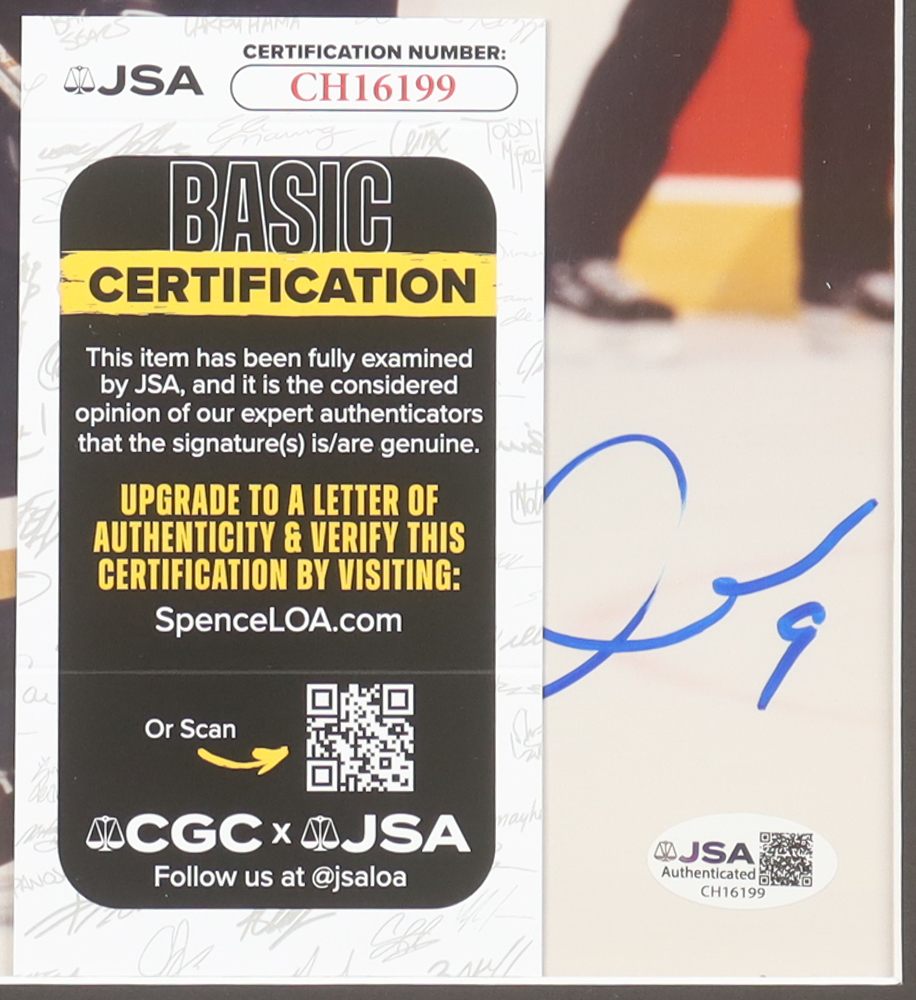 JSA
CERTIFICATION NUMBER:
CH16199
BASIC
CERTIFICATION
This item has been fully examined
by JSA, and it is the considered
opinion of our expert authenticators
that the signature(s) is/are genuine.
UPGRADE TO A LETTER OF
AUTHENTICITY & VERIFY THIS
CERTIFICATION BY VISITING:
SpenceLOA.com
Or Scan
CGC x JSA
Follow us at @jsaloa
9
JSA
Authenticated
CH16199